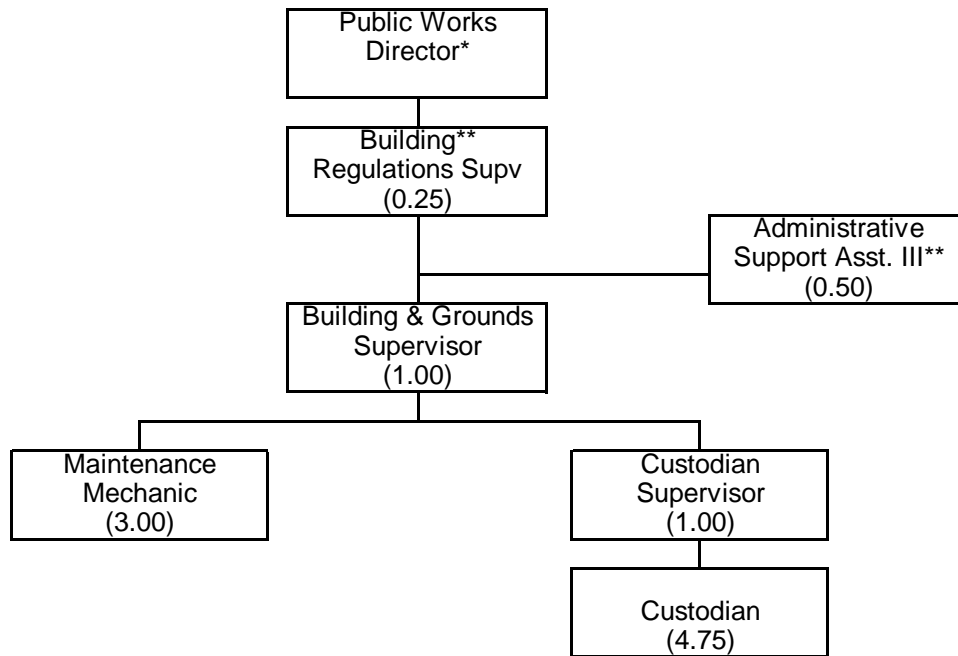 Public Works
Director*
Building**
Regulations Supv
(0.25)
Administrative
Support Asst. III**
(0.50)
Building & Grounds
Supervisor
(1.00)
Maintenance
Mechanic
(3.00)
Custodian
Supervisor
(1.00)
Custodian
(4.75)